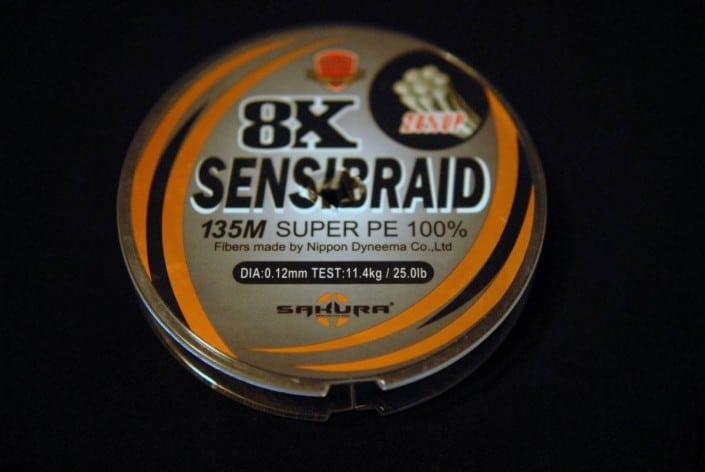 8X
SENSIBRAID
135M SUPER PE 100%
Fibers made by Nippon Dyneema Co.,Ltd
DIA:0.12mm TEST:11.4kg / 25.0lb
SAKURA